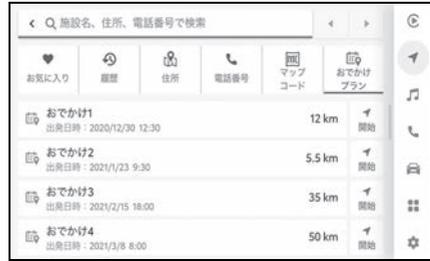 施設名、住所、電話番号で検索
お気に入り
履歴
住所
電話番号
マップ
コード
おでかけ
プラン
おでかけ1
出発日時：2020/12/30 12:30
12 km
開始
おでかけ2
出発日時：2021/1/23 9:30
5.5 km
開始
おでかけ3
出発日時：2021/2/15 18:00
35 km
開始
おでかけ4
出発日時：2021/3/8 8:00
50 km
開始